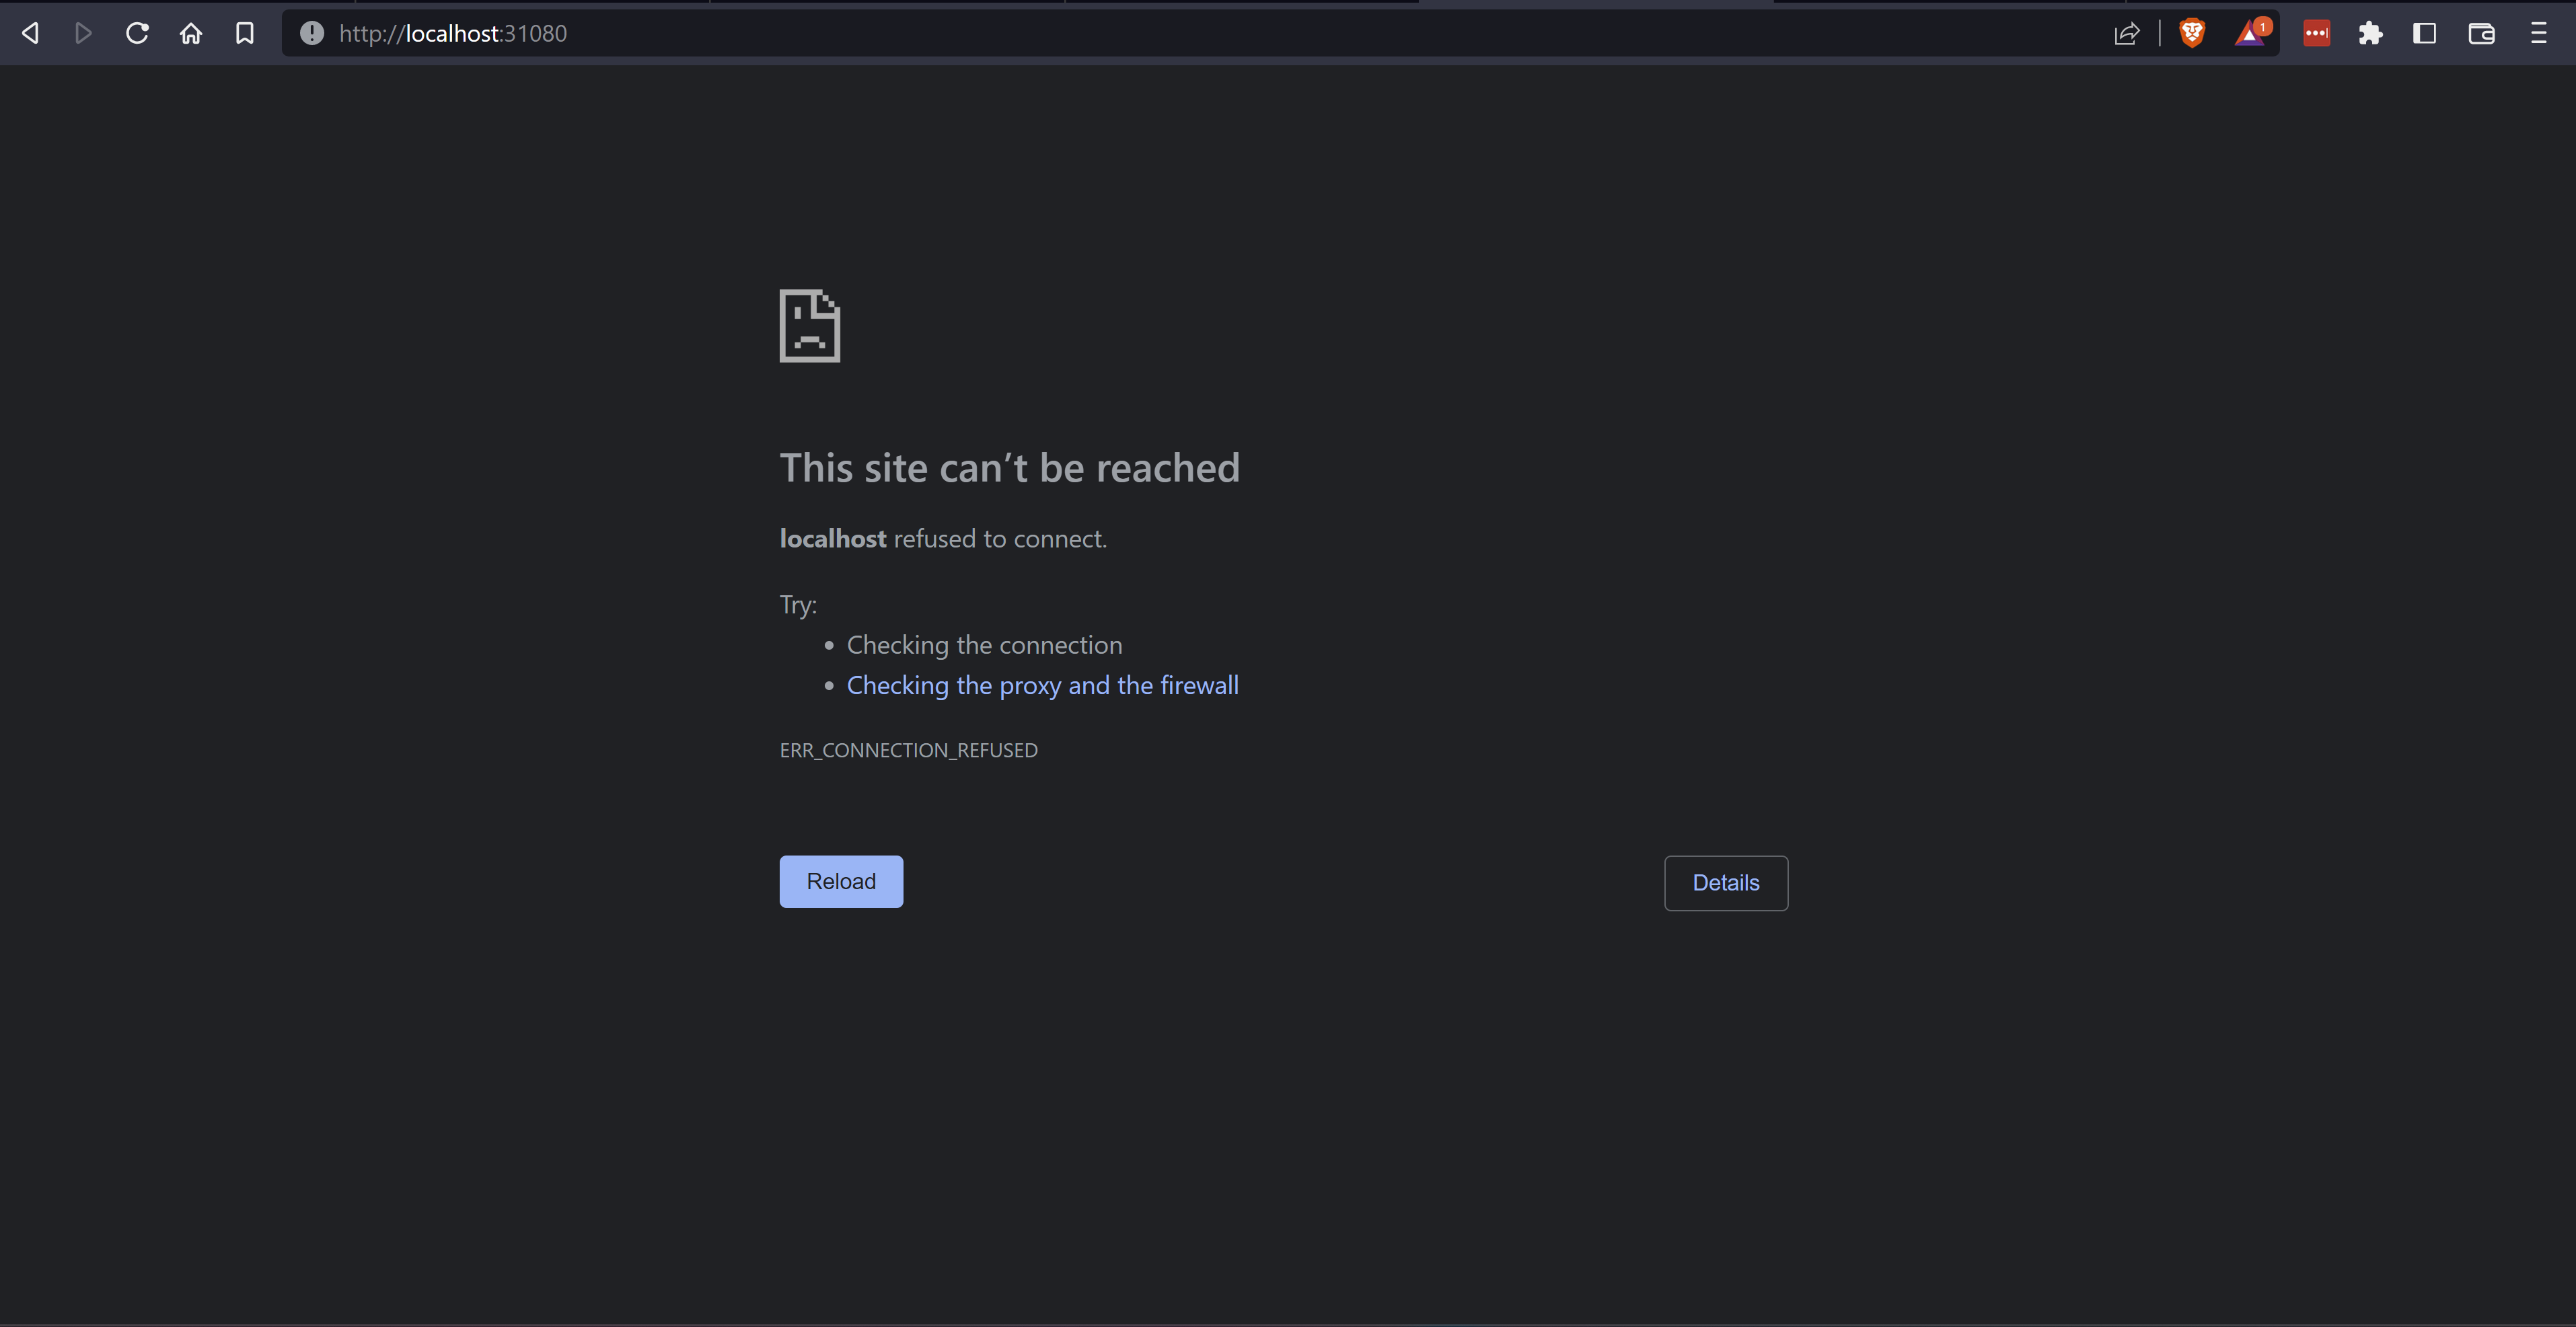 http://localhost:31080
1
This site can’t be reached
localhost refused to connect.
Try:
Checking the connection
Checking the proxy and the firewall
ERR_CONNECTION_REFUSED
Reload
Details